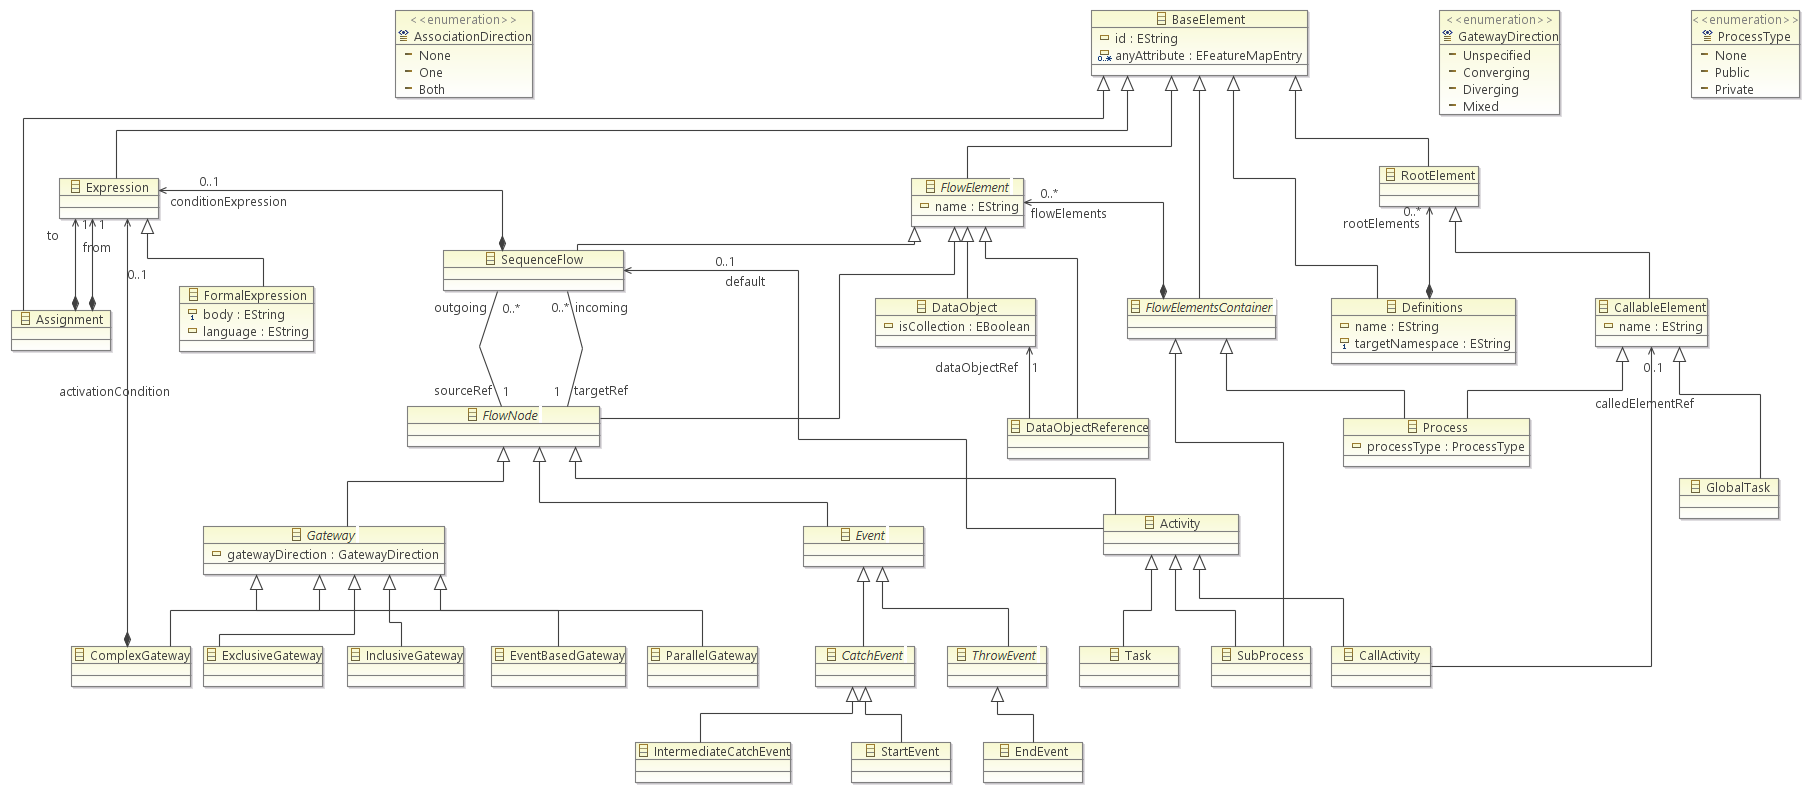 <<enumeration>>
AssociationDirection
None
One
Both
BaseElement
id : EString
0..*
anyAttribute : EFeatureMapEntry
<<enumeration>>
GatewayDirection
Unspecified
Converging
Diverging
Mixed
<<enumeration>>
ProcessType
None
Public
Private
Expression
0..1
conditionExpression
FlowElement
name : EString
0..*
flowElements
RootElement
0..*
rootElements
to
1
1
from
0..1
SequenceFlow
0..1
default
FormalExpression
body : EString
language : EString
Assignment
outgoing
0..*
0..*
incoming
DataObject
isCollection : EBoolean
FlowElementsContainer
Definitions
name : EString
targetNamespace : EString
CallableElement
name : EString
dataObjectRef
1
0..1
activationCondition
sourceRef
1
1
targetRef
calledElementRef
FlowNode
DataObjectReference
Process
processType : ProcessType
GlobalTask
Gateway
gatewayDirection : GatewayDirection
Event
Activity
ComplexGateway
ExclusiveGateway
InclusiveGateway
EventBasedGateway
ParallelGateway
CatchEvent
ThrowEvent
Task
SubProcess
CallActivity
IntermediateCatchEvent
StartEvent
EndEvent